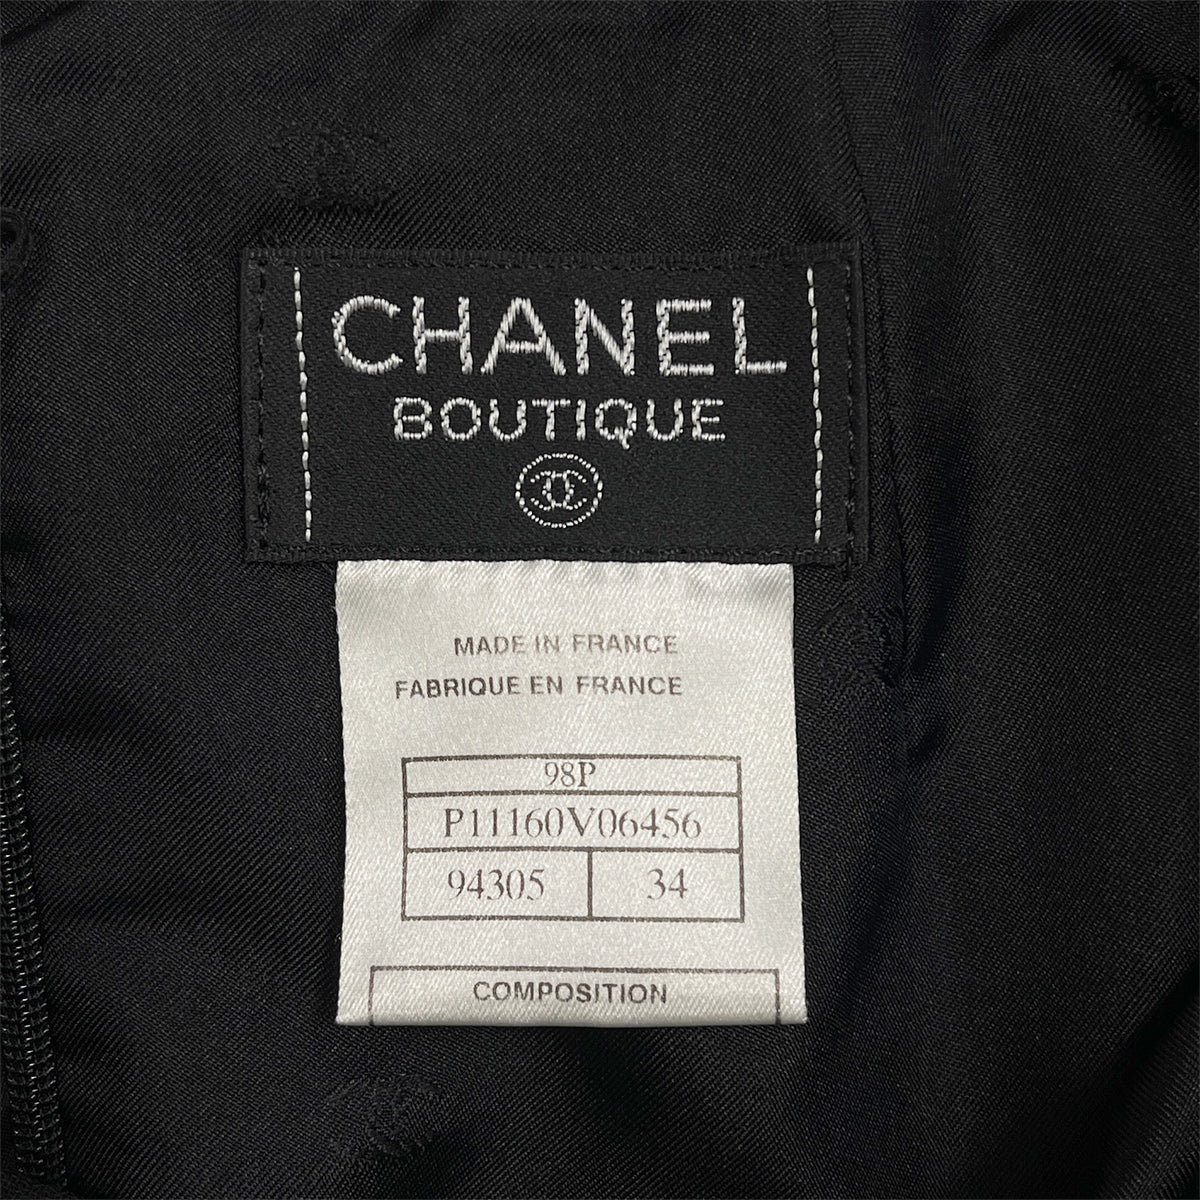 CHANEL
BOUTIQUE
MADE IN FRANCE
FABRIQUE EN FRANCE
98P
P11160V06456
94305 34
COMPOSITION